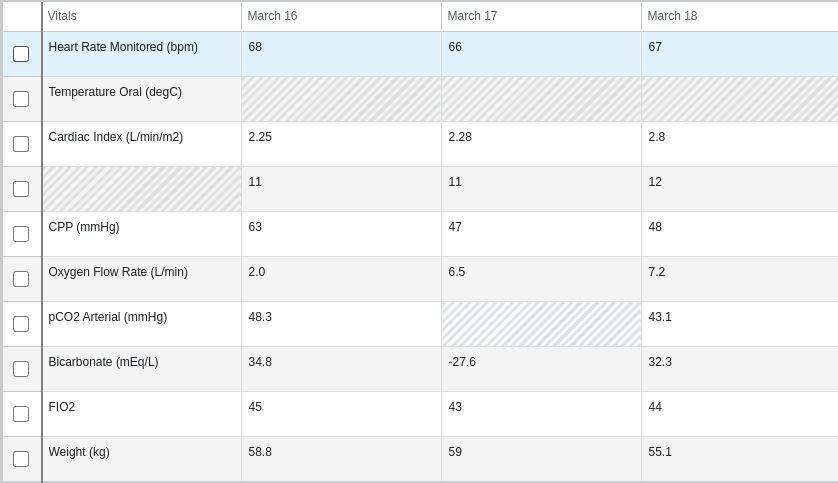 Vitals March 16 March 17 March 18
Heart Rate Monitored (bpm) 68 66 67
Temperature Oral (degC)
Cardiac Index (L/min/m2) 2.25 2.28 2.8
11 11 12
CPP (mmHg) 63 47 48
Oxygen Flow Rate (L/min) 2.0 6.5 7.2
pCO2 Arterial (mmHg) 48.3 43.1
Bicarbonate (mEq/L) 34.8 -27.6 32.3
FIO2 45 43 44
Weight (kg) 58.8 59 55.1